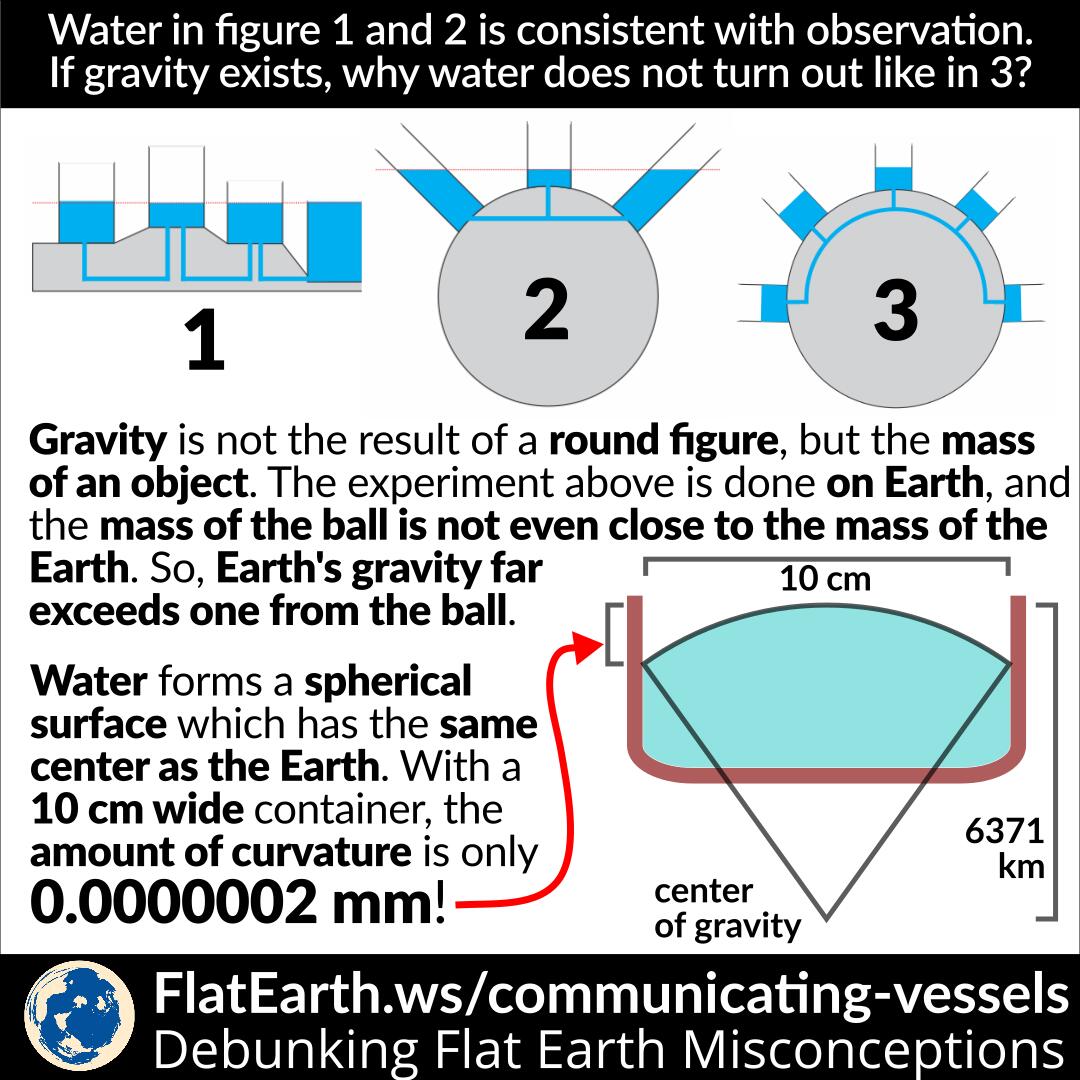 Water in figure 1 and 2 is consistent with observation.
If gravity exists, why water does not turn out like in 3?
1
2
3
Gravity is not the result of a round figure, but the mass
of an object. The experiment above is done on Earth, and
the mass of the ball is not even close to the mass of the
Earth. So, Earth's gravity far
exceeds one from the ball.
Water forms a spherical
surface which has the same
center as the Earth. With a
10 cm wide container, the
amount of curvature is only
0.0000002 mm!
10 cm
6371
km
center
of gravity
FlatEarth.ws/communicating-vessels
Debunking Flat Earth Misconceptions